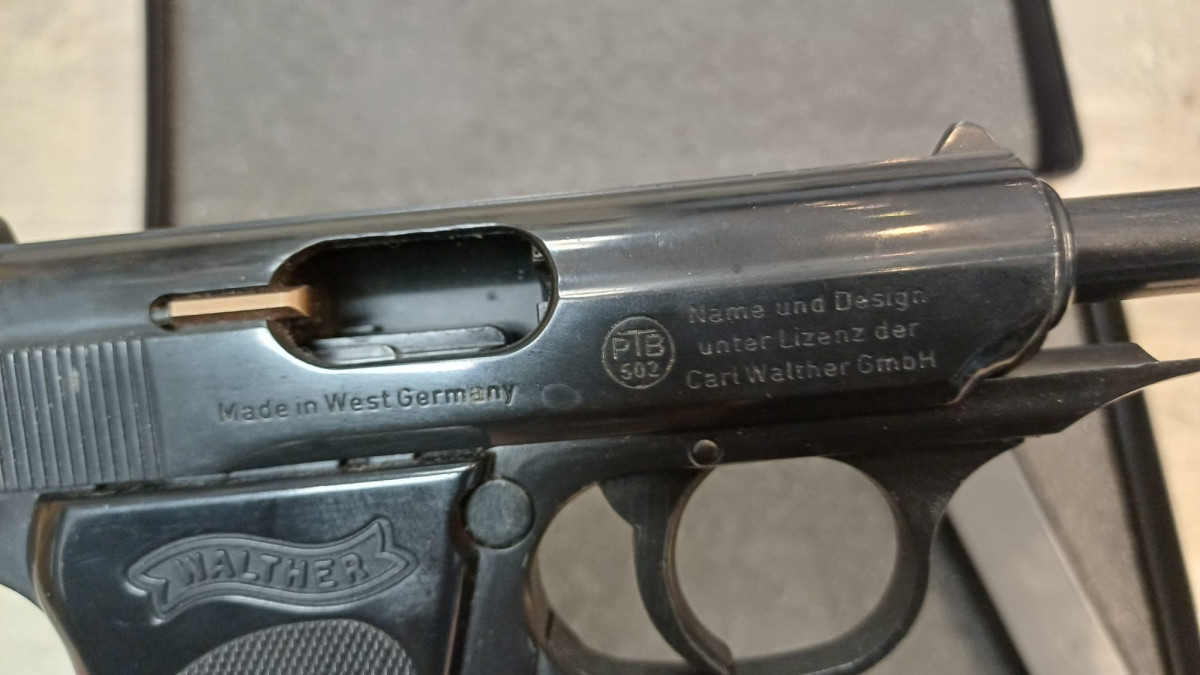 Made in West Germany
PTB
502
Name und Design
unter Lizenz der
Carl Walther GmbH
WALTHER